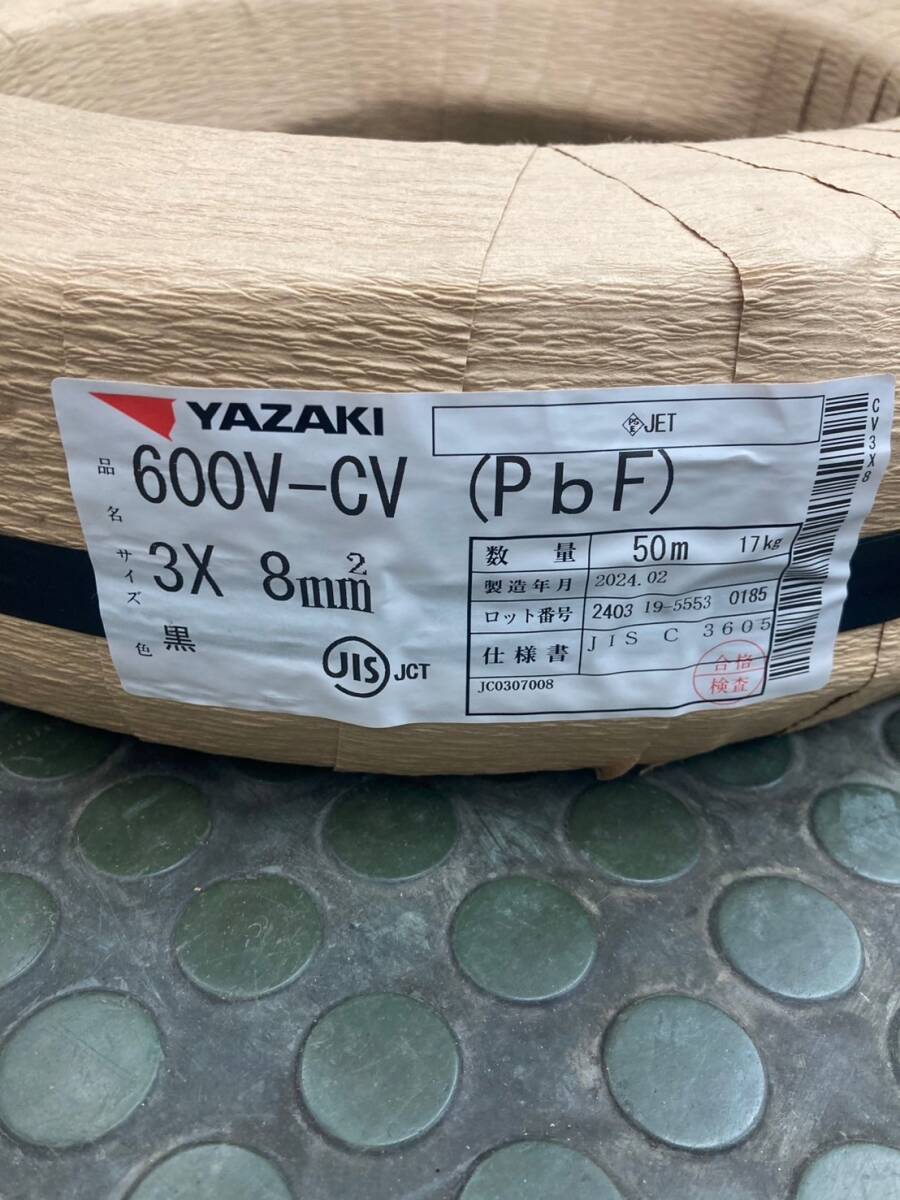 YAZAKI
<PS>E JET
品名 600V-CV (PbF)
サイズ 3X 8mm²
色 黒
JIS JCT
数量 50m 17kg
製造年月 2024.02
ロット番号 2403 19-5553 0185
仕様書 JIS C 3605
JC0307008
合格
検査
CV3X8